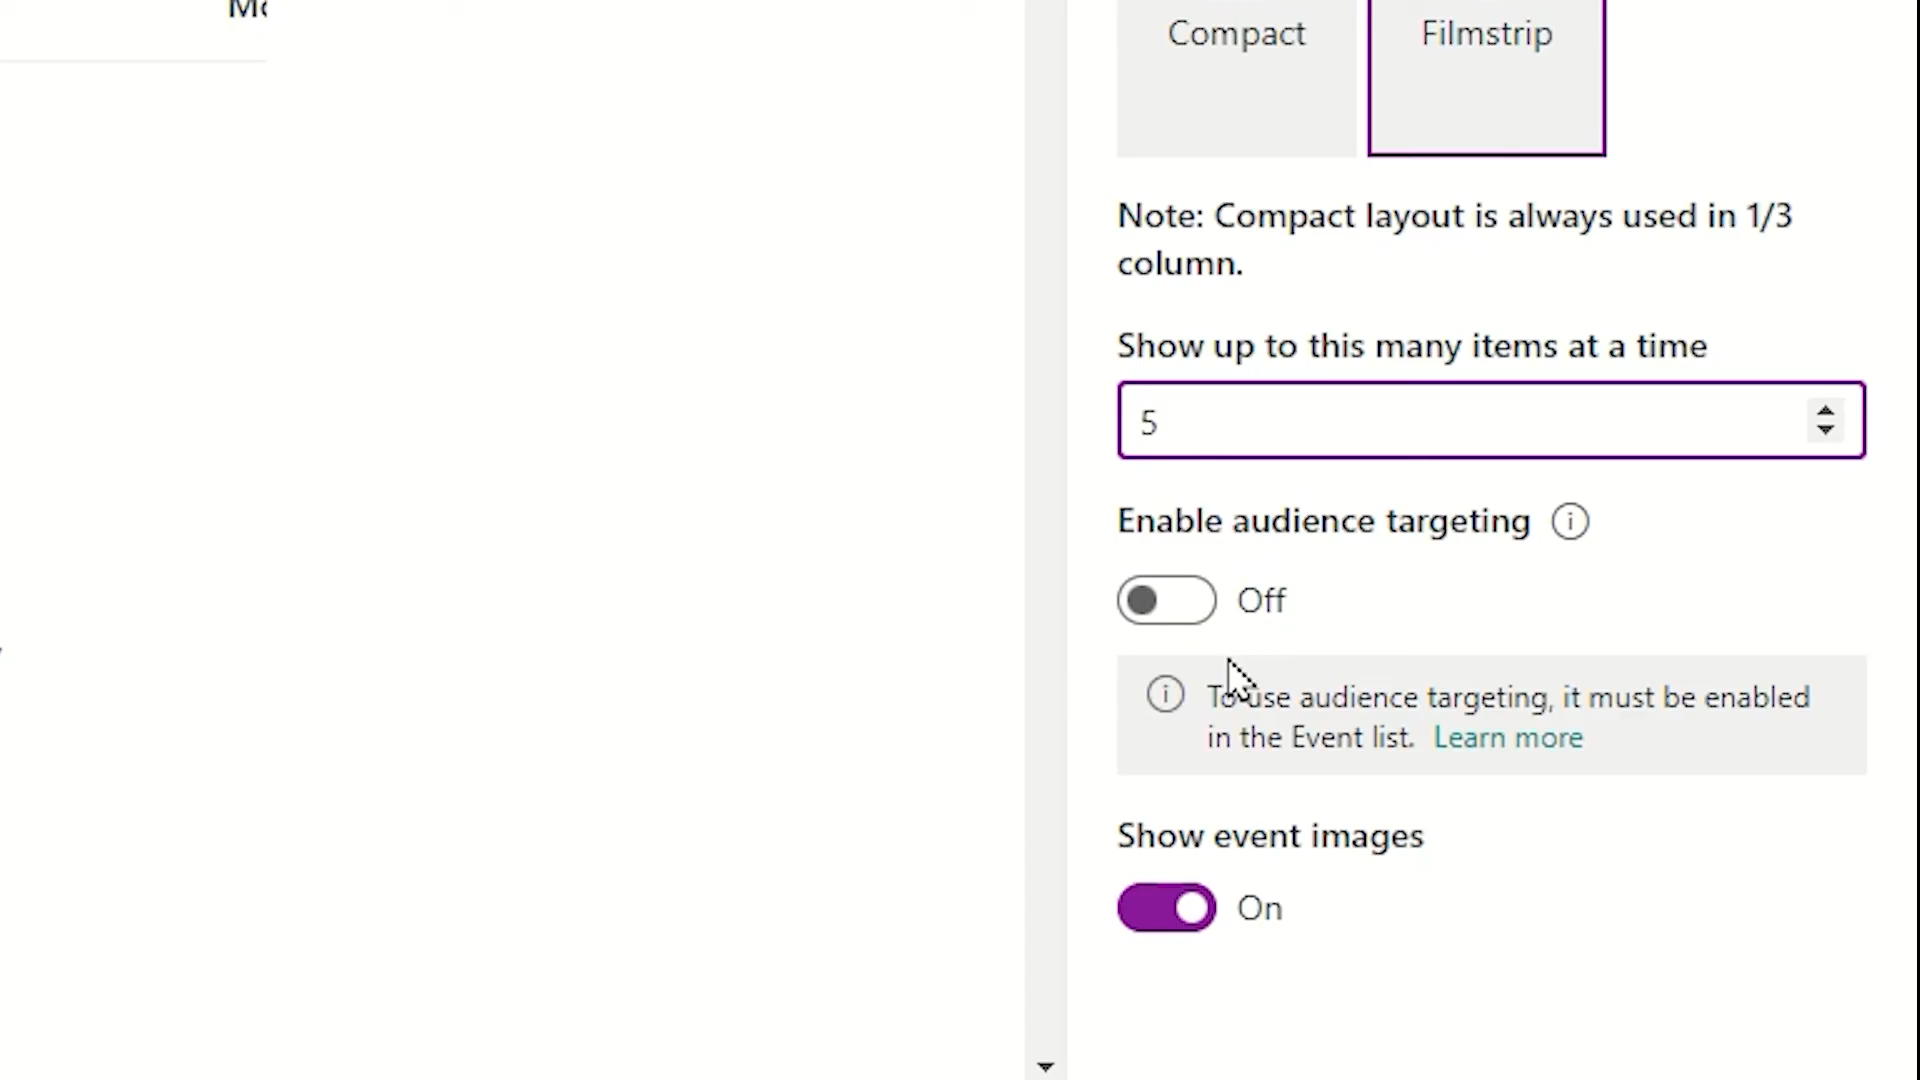 Compact
Filmstrip
Note: Compact layout is always used in 1/3
column.
Show up to this many items at a time
5
Enable audience targeting
Off
To use audience targeting, it must be enabled
in the Event list. Learn more
Show event images
On